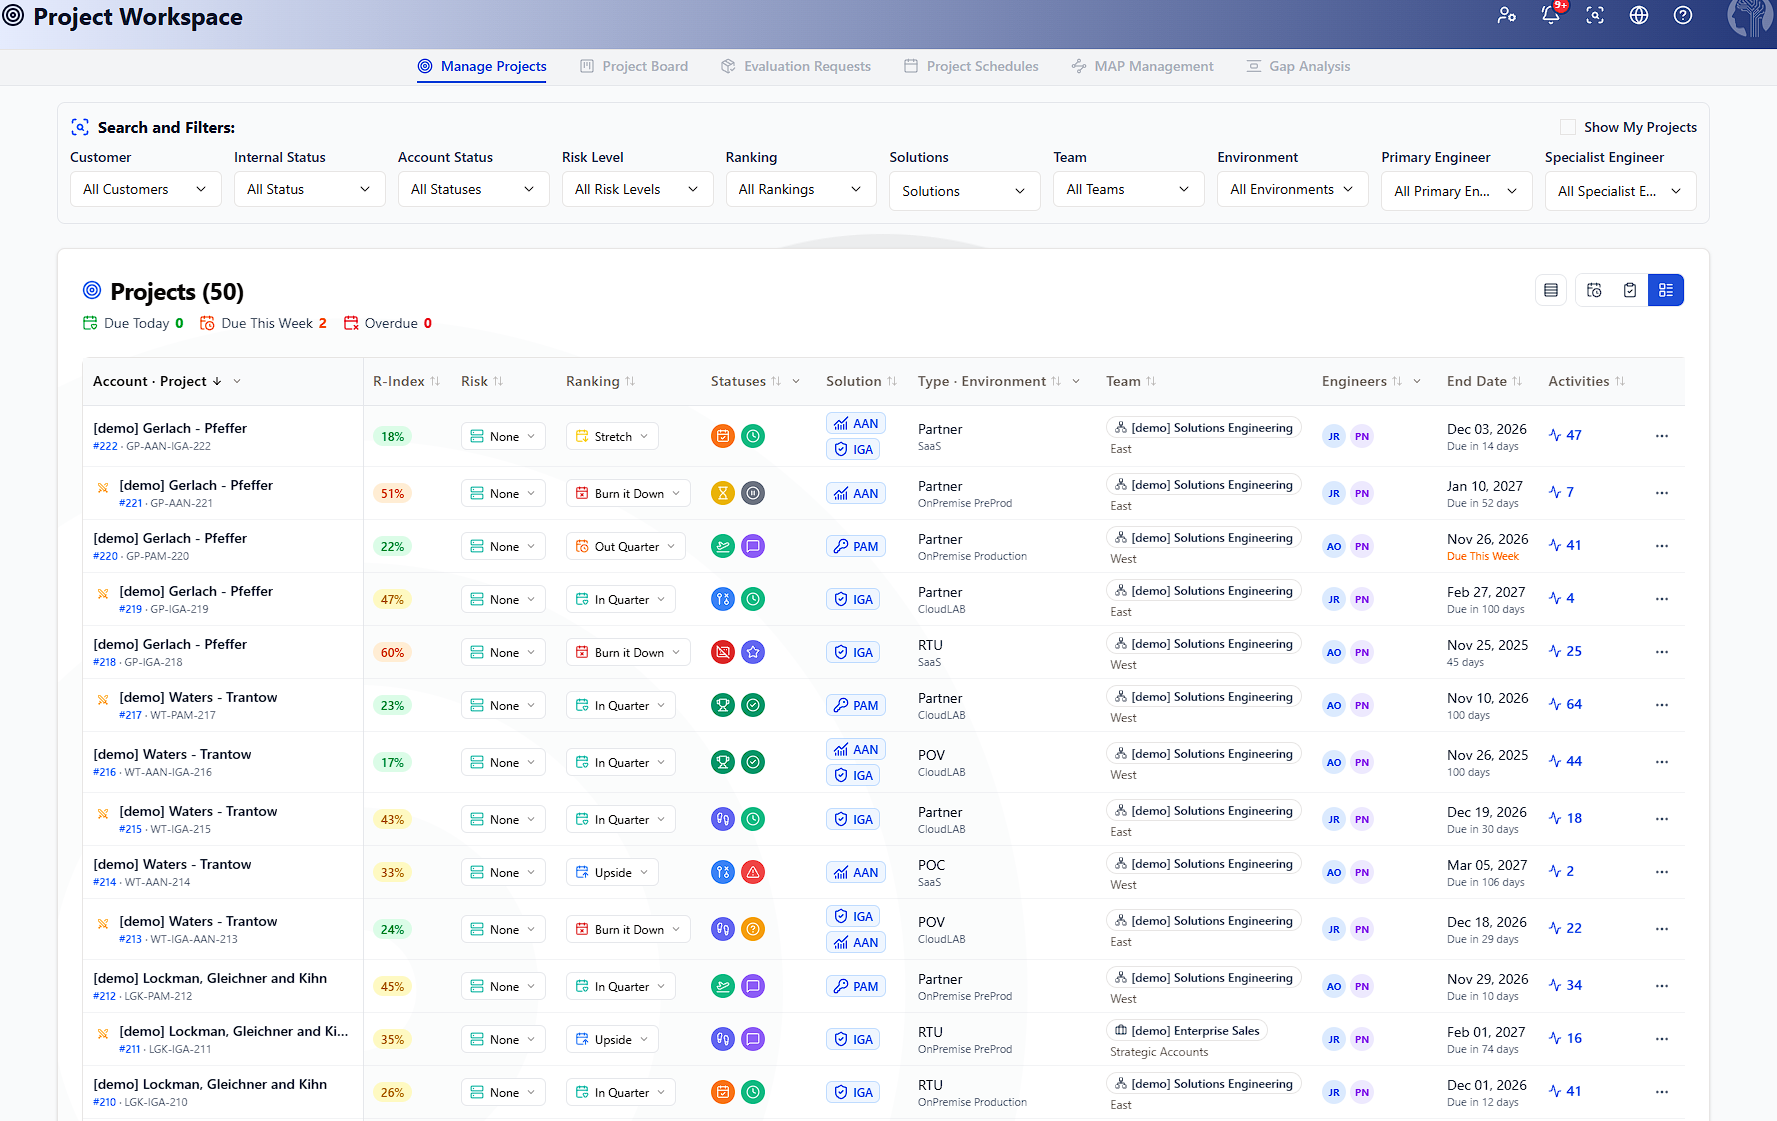 Project Workspace
9+
Manage Projects
Project Board
Evaluation Requests
Project Schedules
MAP Management
Gap Analysis
Search and Filters:
Show My Projects
Customer
Internal Status
Account Status
Risk Level
Ranking
Solutions
Team
Environment
Primary Engineer
Specialist Engineer
All Customers
All Status
All Statuses
All Risk Levels
All Rankings
Solutions
All Teams
All Environments
All Primary En...
All Specialist E...
Projects (50)
Due Today 0 Due This Week 2 Overdue 0
Account · Project R-Index Risk Ranking Statuses Solution Type · Environment Team Engineers End Date Activities
[demo] Gerlach - Pfeffer
#222 · GP-AAN-IGA-222
18%
None
Stretch
AAN
IGA
Partner
SaaS
[demo] Solutions Engineering
East
JR PN
Dec 03, 2026
Due in 14 days
47
[demo] Gerlach - Pfeffer
#221 · GP-AAN-221
51%
None
Burn it Down
AAN
Partner
OnPremise PreProd
[demo] Solutions Engineering
East
JR PN
Jan 10, 2027
Due in 52 days
7
[demo] Gerlach - Pfeffer
#220 · GP-PAM-220
22%
None
Out Quarter
PAM
Partner
OnPremise Production
[demo] Solutions Engineering
West
AO PN
Nov 26, 2026
Due This Week
41
[demo] Gerlach - Pfeffer
#219 · GP-IGA-219
47%
None
In Quarter
IGA
Partner
CloudLAB
[demo] Solutions Engineering
East
JR PN
Feb 27, 2027
Due in 100 days
4
[demo] Gerlach - Pfeffer
#218 · GP-IGA-218
60%
None
Burn it Down
IGA
RTU
SaaS
[demo] Solutions Engineering
West
AO PN
Nov 25, 2025
45 days
25
[demo] Waters - Trantow
#217 · WT-PAM-217
23%
None
In Quarter
PAM
Partner
CloudLAB
[demo] Solutions Engineering
West
AO PN
Nov 10, 2026
100 days
64
[demo] Waters - Trantow
#216 · WT-AAN-IGA-216
17%
None
In Quarter
AAN
IGA
POV
CloudLAB
[demo] Solutions Engineering
West
AO PN
Nov 26, 2025
100 days
44
[demo] Waters - Trantow
#215 · WT-IGA-215
43%
None
In Quarter
IGA
Partner
CloudLAB
[demo] Solutions Engineering
East
JR PN
Dec 19, 2026
Due in 30 days
18
[demo] Waters - Trantow
#214 · WT-AAN-214
33%
None
Upside
AAN
POC
SaaS
[demo] Solutions Engineering
West
AO PN
Mar 05, 2027
Due in 106 days
2
[demo] Waters - Trantow
#213 · WT-IGA-AAN-213
24%
None
Burn it Down
IGA
AAN
POV
CloudLAB
[demo] Solutions Engineering
East
JR PN
Dec 18, 2026
Due in 29 days
22
[demo] Lockman, Gleichner and Kihn
#212 · LGK-PAM-212
45%
None
In Quarter
PAM
Partner
OnPremise PreProd
[demo] Solutions Engineering
West
AO PN
Nov 29, 2026
Due in 10 days
34
[demo] Lockman, Gleichner and Ki...
#211 · LGK-IGA-211
35%
None
Upside
IGA
RTU
OnPremise PreProd
[demo] Enterprise Sales
Strategic Accounts
JR PN
Feb 01, 2027
Due in 74 days
16
[demo] Lockman, Gleichner and Kihn
#210 · LGK-IGA-210
26%
None
In Quarter
IGA
RTU
OnPremise Production
[demo] Solutions Engineering
East
JR PN
Dec 01, 2026
Due in 12 days
41